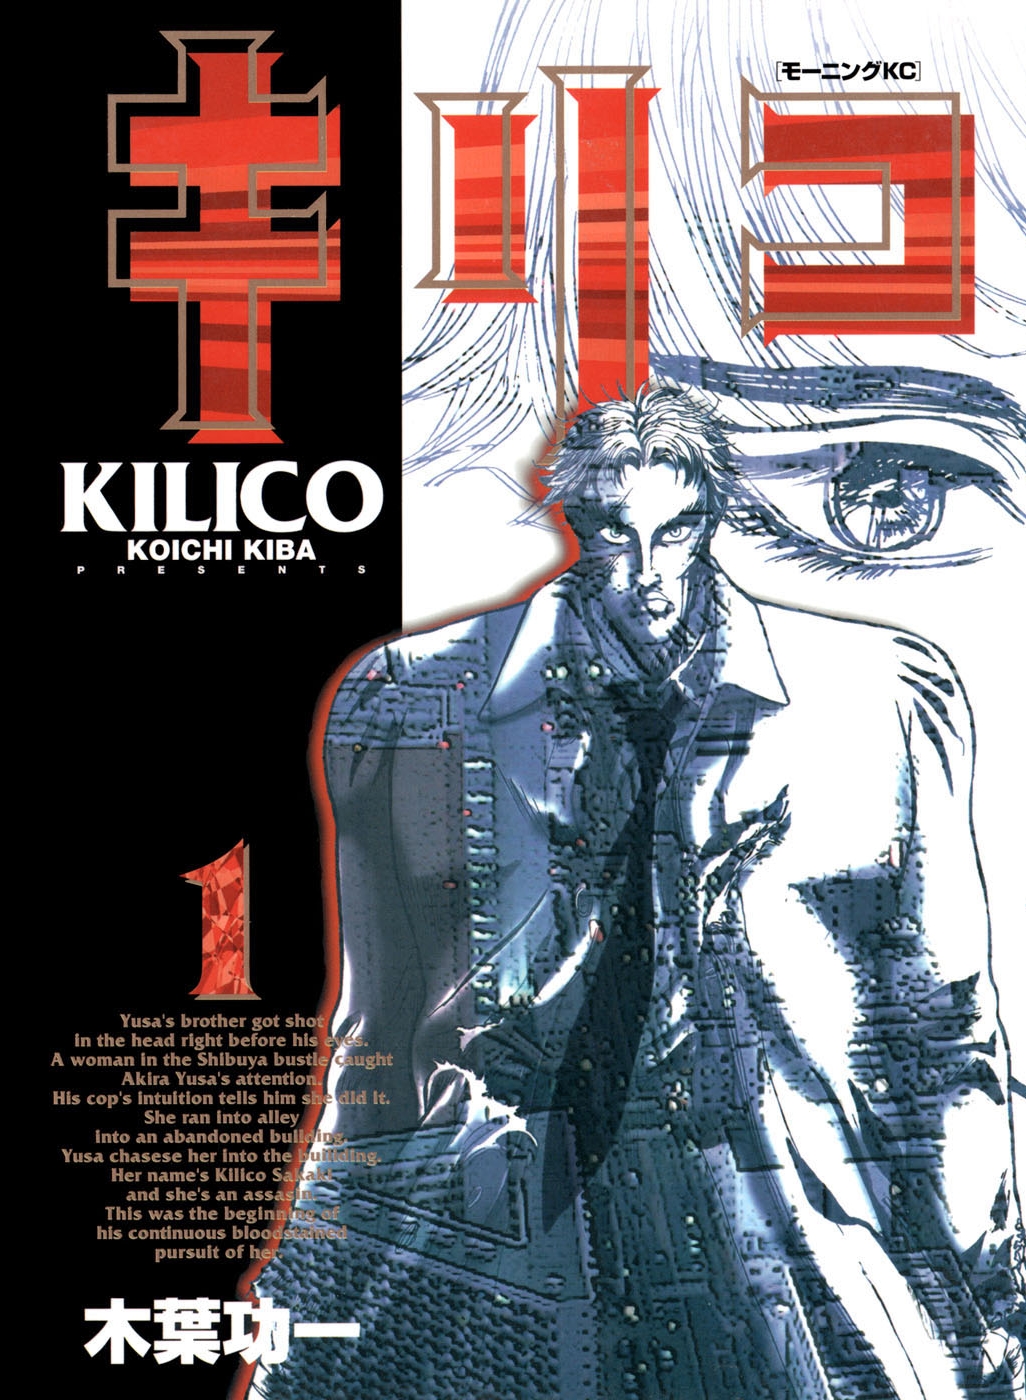 [モーニングKC]
キリコ
KILICO
KOICHI KIBA
PRESENTS
1
Yusa's brother got shot
in the head right before his eyes.
A woman in the Shibuya bustle caught
Akira Yusa's attention.
His cop's intuition tells him she did it.
She ran into alley
into an abandoned building.
Yusa chasese her into the building.
Her name's Kilico Sakaki
and she's an assasin.
This was the beginning of
his continuous bloodstained
pursuit of her.
木葉功一